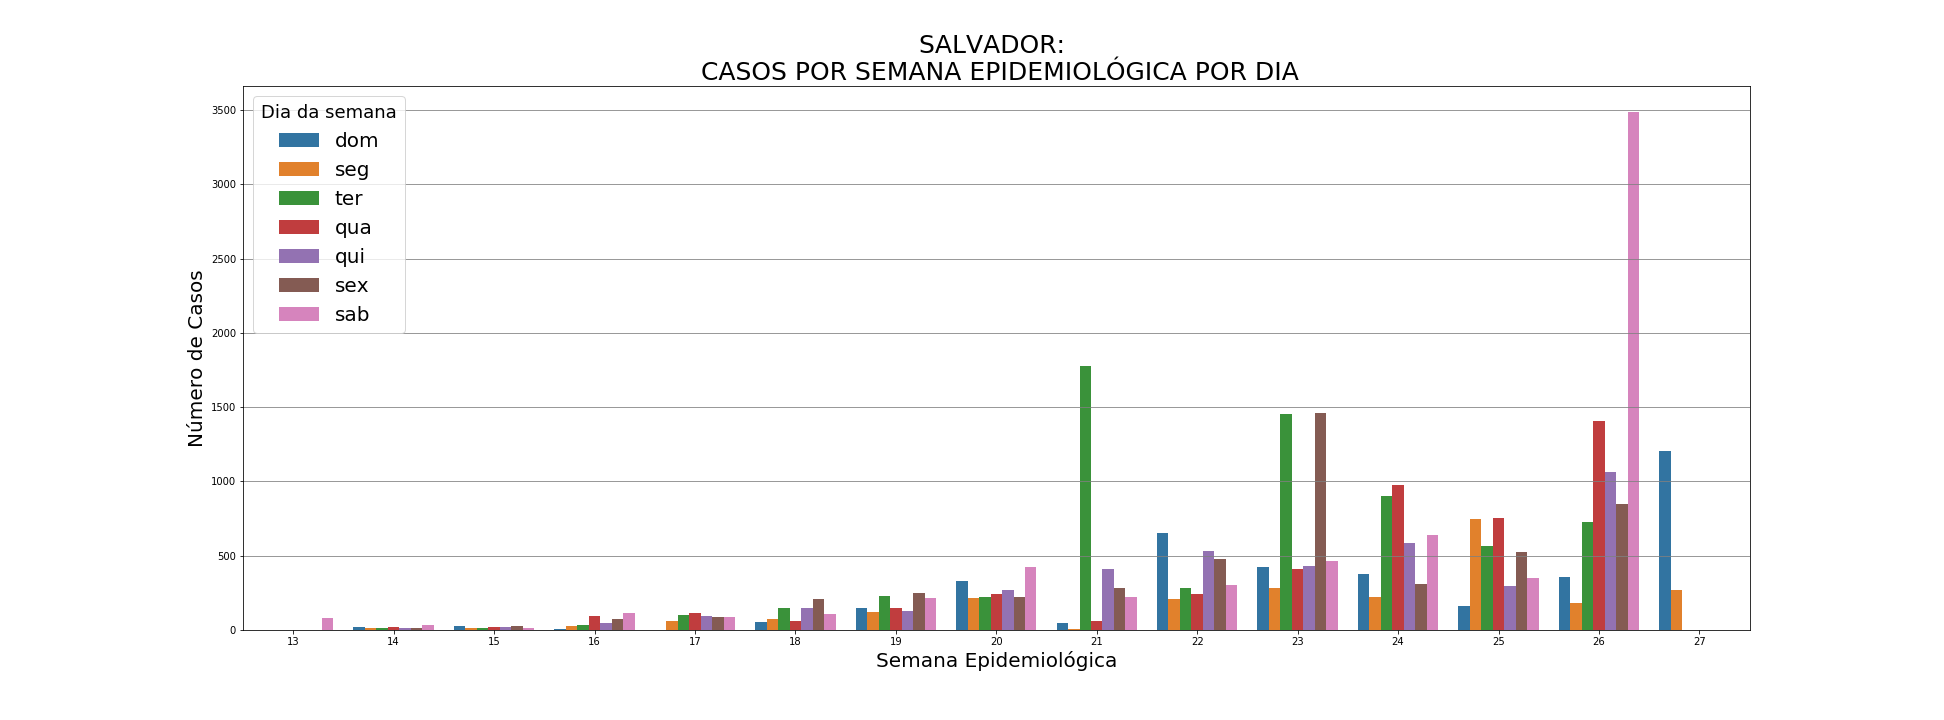 SALVADOR:
CASOS POR SEMANA EPIDEMIOLÓGICA POR DIA
Número de Casos
3500
3000
2500
2000
1500
1000
500
0
Dia da semana
dom
seg
ter
qua
qui
sex
sab
13 14 15 16 17 18 19 20 21 22 23 24 25 26 27
Semana Epidemiológica